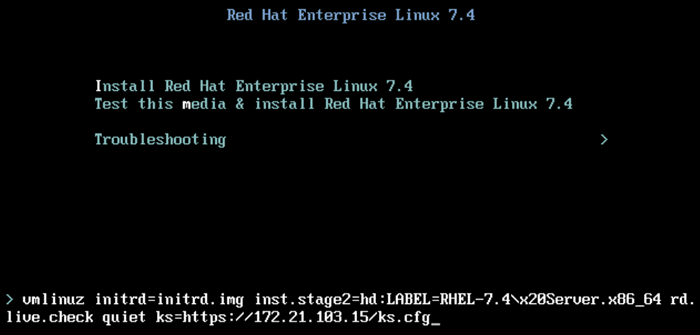 Red Hat Enterprise Linux 7.4
Install Red Hat Enterprise Linux 7.4
Test this media & install Red Hat Enterprise Linux 7.4
Troubleshooting >
> vmlinuz initrd=initrd.img inst.stage2=hd:LABEL=RHEL-7.4\x20Server.x86_64 rd.
live.check quiet ks=https://172.21.103.15/ks.cfg_